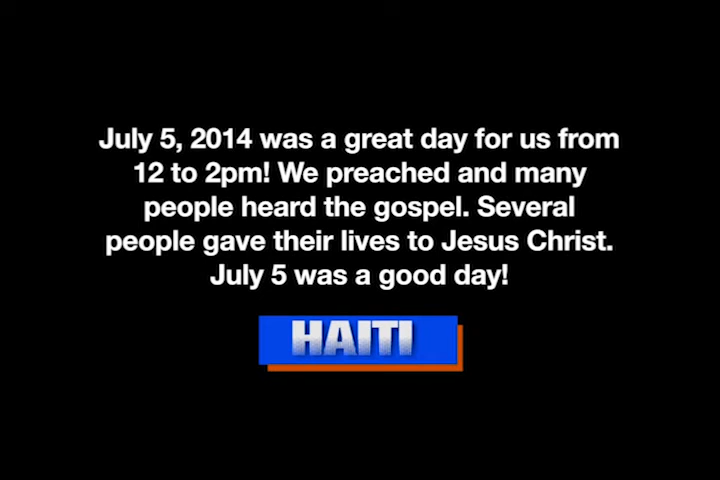 July 5, 2014 was a great day for us from
12 to 2pm! We preached and many
people heard the gospel. Several
people gave their lives to Jesus Christ.
July 5 was a good day!
HAITI